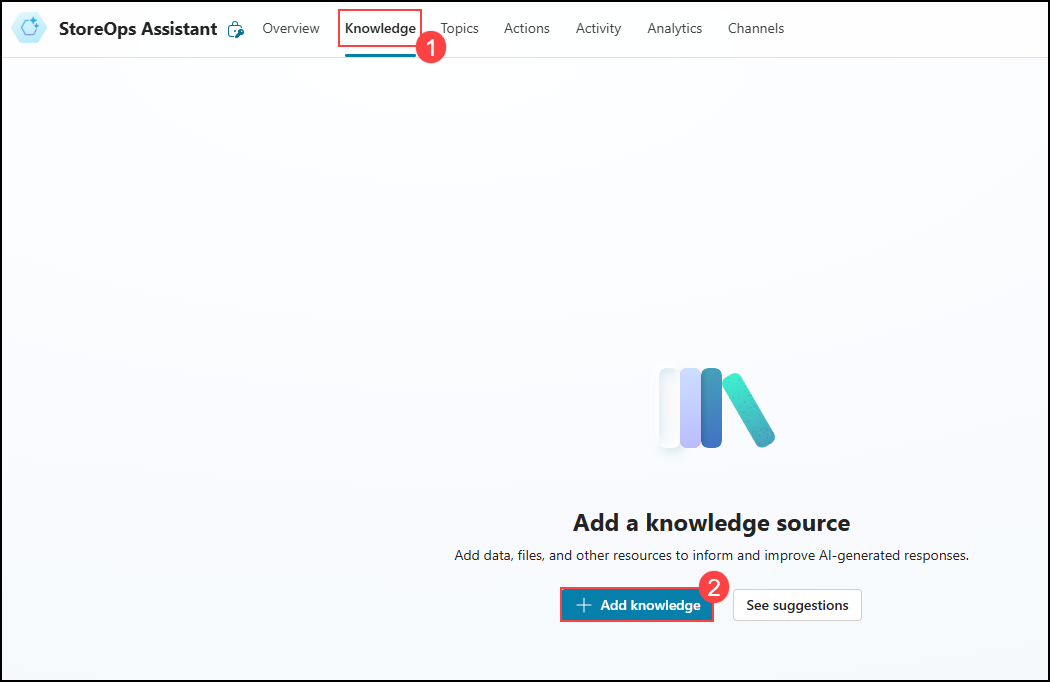 StoreOps Assistant Overview Knowledge Topics Actions Activity Analytics Channels
1
Add a knowledge source
Add data, files, and other resources to inform and improve AI-generated responses.
2
Add knowledge See suggestions